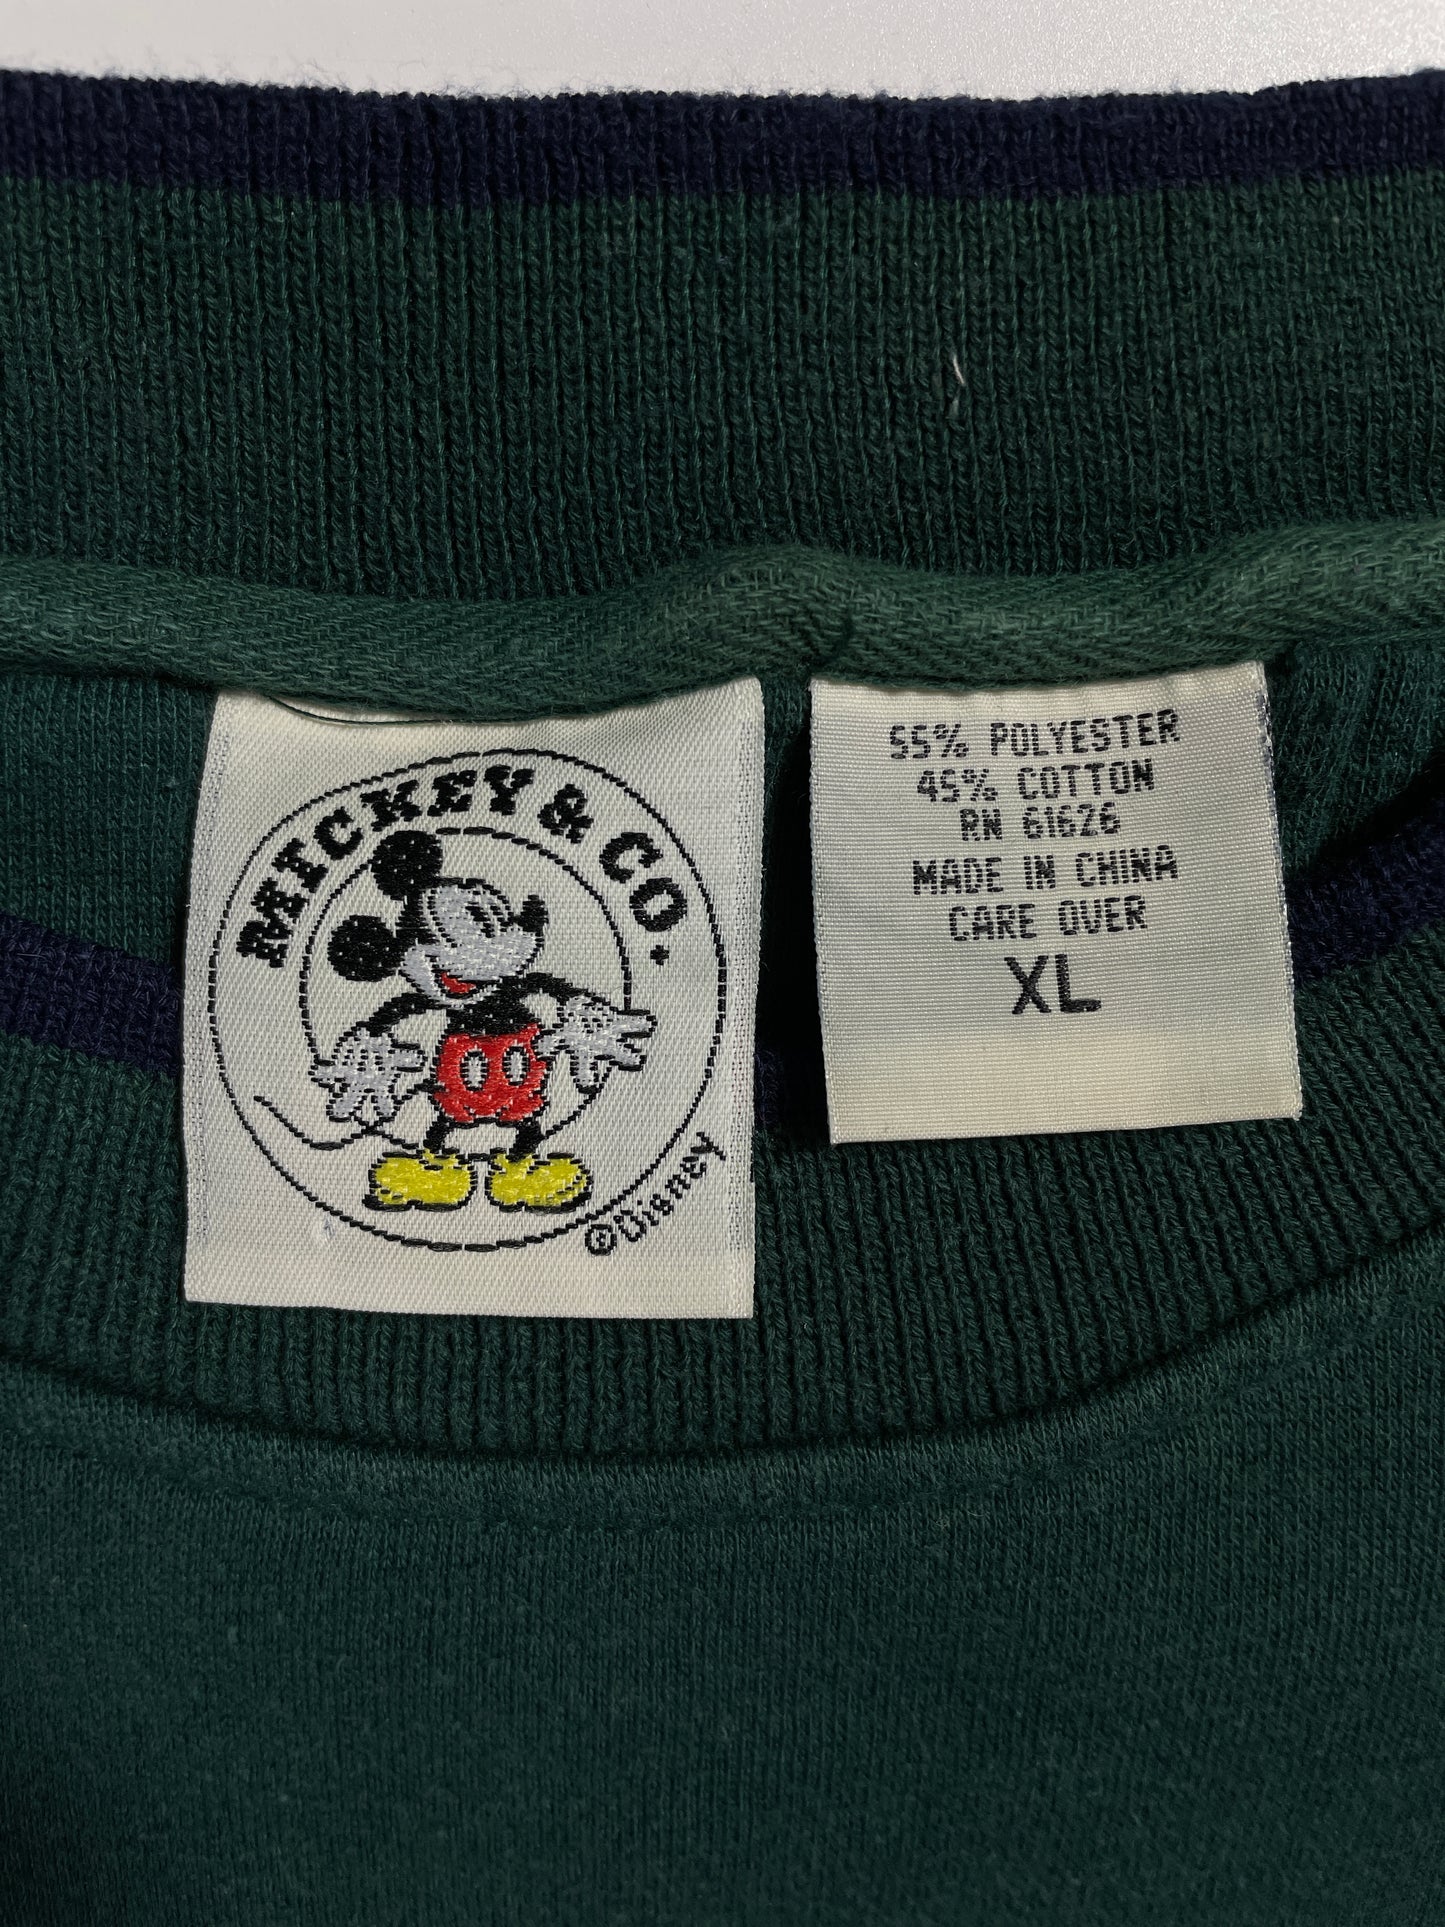 MICKEY & CO.
©Disney
55% POLYESTER
45% COTTON
RN 61626
MADE IN CHINA
CARE OVER
XL